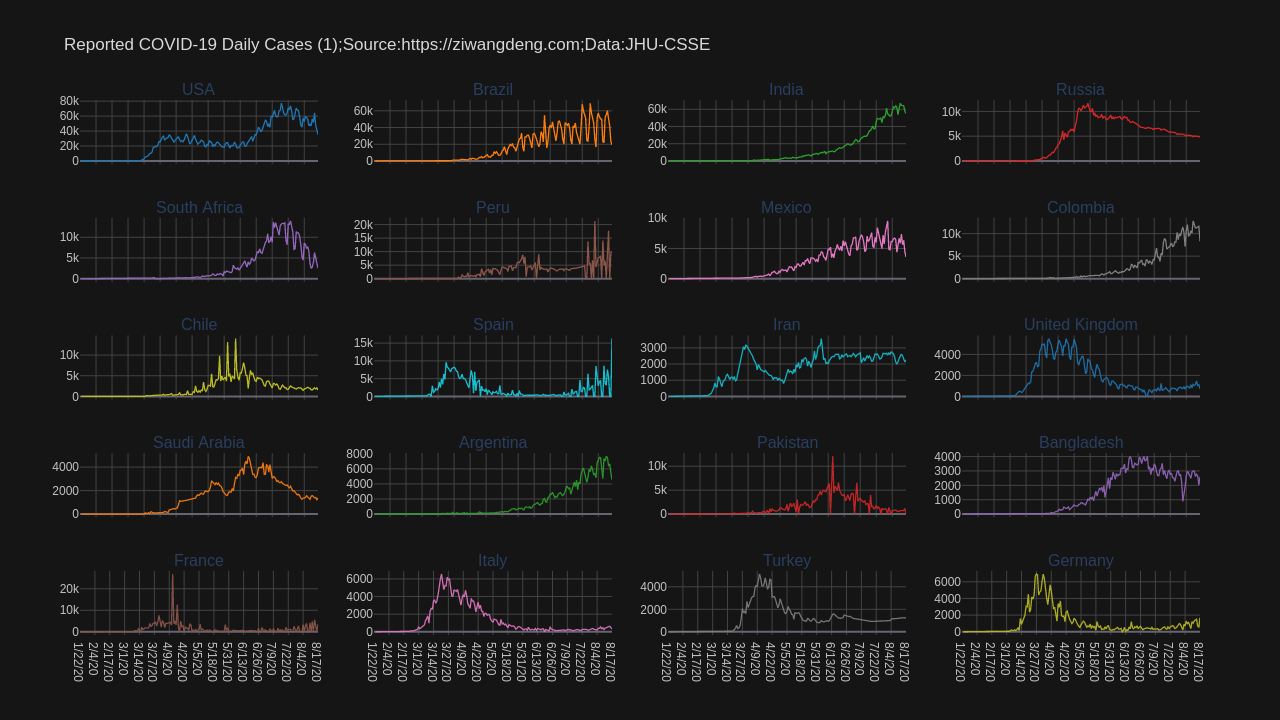 Reported COVID-19 Daily Cases (1);Source:https://ziwangdeng.com;Data:JHU-CSSE
USA
80k
60k
40k
20k
0
Brazil
60k
40k
20k
0
India
60k
40k
20k
0
Russia
10k
5k
0
South Africa
10k
5k
0
Peru
20k
15k
10k
5k
0
Mexico
10k
5k
0
Colombia
10k
5k
0
Chile
10k
5k
0
Spain
15k
10k
5k
0
Iran
3000
2000
1000
0
United Kingdom
4000
2000
0
Saudi Arabia
4000
2000
0
Argentina
8000
6000
4000
2000
0
Pakistan
10k
5k
0
Bangladesh
4000
3000
2000
1000
0
France
20k
10k
0
1/22/20
2/4/20
2/17/20
3/1/20
3/14/20
3/27/20
4/9/20
4/22/20
5/5/20
5/18/20
5/31/20
6/13/20
6/26/20
7/9/20
7/22/20
8/4/20
8/17/20
Italy
6000
4000
2000
0
1/22/20
2/4/20
2/17/20
3/1/20
3/14/20
3/27/20
4/9/20
4/22/20
5/5/20
5/18/20
5/31/20
6/13/20
6/26/20
7/9/20
7/22/20
8/4/20
8/17/20
Turkey
4000
2000
0
1/22/20
2/4/20
2/17/20
3/1/20
3/14/20
3/27/20
4/9/20
4/22/20
5/5/20
5/18/20
5/31/20
6/13/20
6/26/20
7/9/20
7/22/20
8/4/20
8/17/20
Germany
6000
4000
2000
0
1/22/20
2/4/20
2/17/20
3/1/20
3/14/20
3/27/20
4/9/20
4/22/20
5/5/20
5/18/20
5/31/20
6/13/20
6/26/20
7/9/20
7/22/20
8/4/20
8/17/20